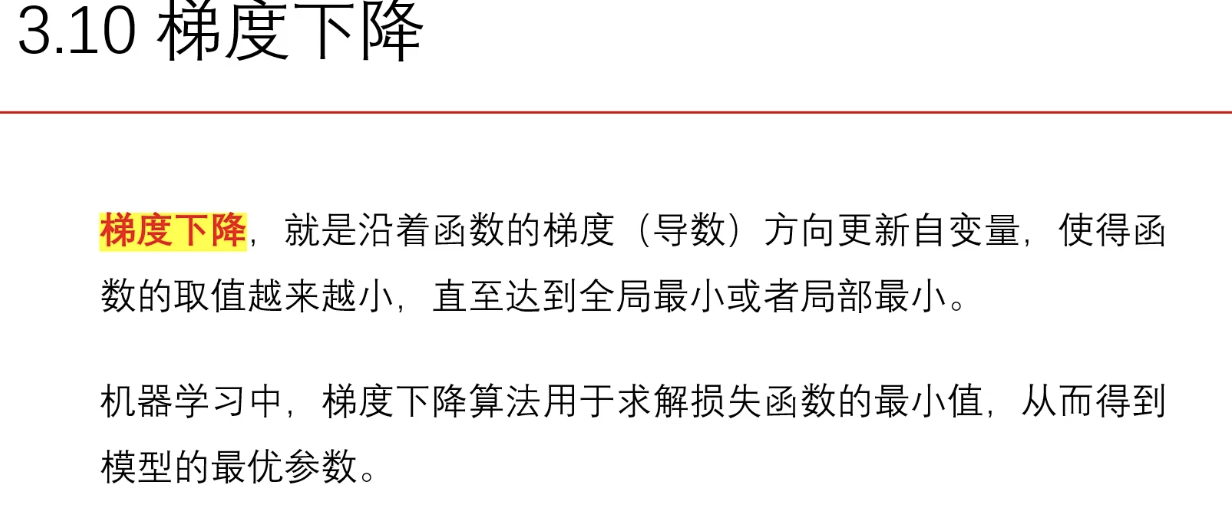 3.10 梯度下降
梯度下降，就是沿着函数的梯度（导数）方向更新自变量，使得函
数的取值越来越小，直至达到全局最小或者局部最小。
机器学习中，梯度下降算法用于求解损失函数的最小值，从而得到
模型的最优参数。